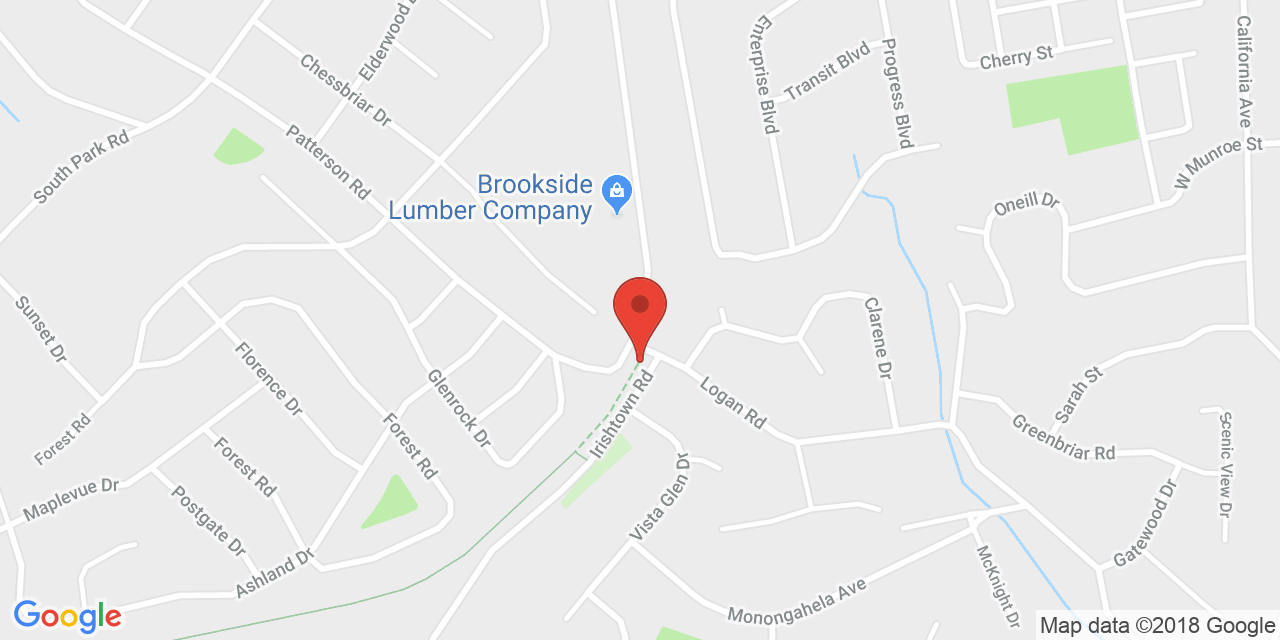 Elderwood
Enterprise Blvd
Transit Blvd
Progress Blvd
Cherry St
California Ave
Chessbriar Dr
South Park Rd
Patterson Rd
W Munroe St
Brookside
Lumber Company
Oneill Dr
Sunset Dr
Florence Dr
Clarene Dr
Glenrock Dr
Logan Rd
Irishtown Rd
Sarah St
Forest Rd
Forest Rd
Forest Rd
Greenbriar Rd
Scenic View Dr
Maplevue Dr
Postgate Dr
Vista Glen Dr
Gatewood Dr
Ashland Dr
McKnight Dr
Monongahela Ave
Google
Map data ©2018 Google